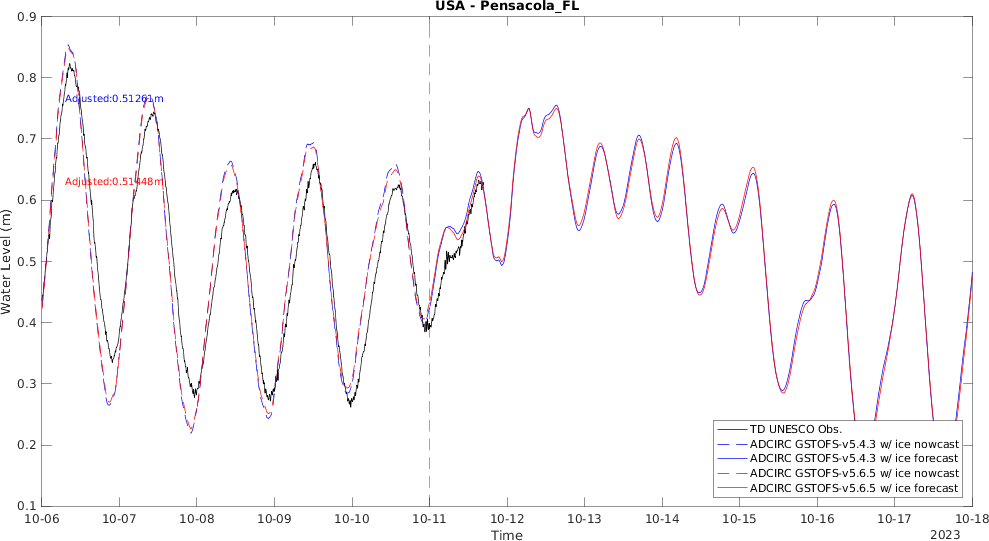 USA - Pensacola_FL
0.9
0.8
0.7
0.6
0.5
0.4
0.3
0.2
0.1
Water Level (m)
Adjusted:0.51261m
Adjusted:0.51448m
TD UNESCO Obs.
ADCIRC GSTOFS-v5.4.3 w/ ice nowcast
ADCIRC GSTOFS-v5.4.3 w/ ice forecast
ADCIRC GSTOFS-v5.6.5 w/ ice nowcast
ADCIRC GSTOFS-v5.6.5 w/ ice forecast
10-06 10-07 10-08 10-09 10-10 10-11 10-12 10-13 10-14 10-15 10-16 10-17 10-18
Time
2023